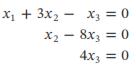 x₁ + 3x₂ − x₃ = 0
x₂ − 8x₃ = 0
4x₃ = 0